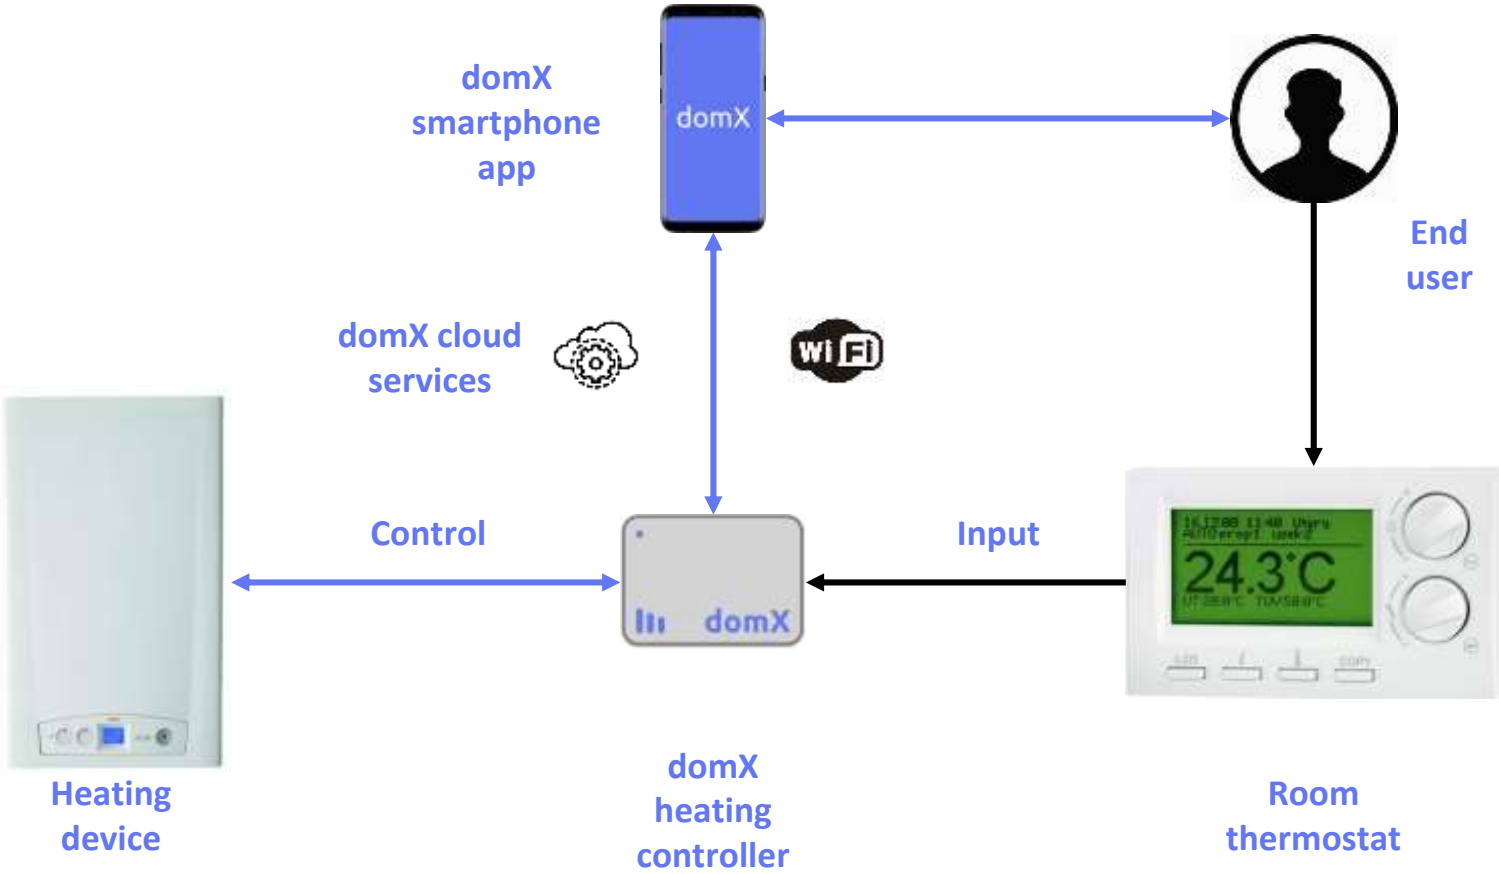 domX
smartphone
app
domX
End
user
domX cloud
services
Wi Fi
Control
Input
24.3°C
domX
Heating
device
domX
heating
controller
Room
thermostat